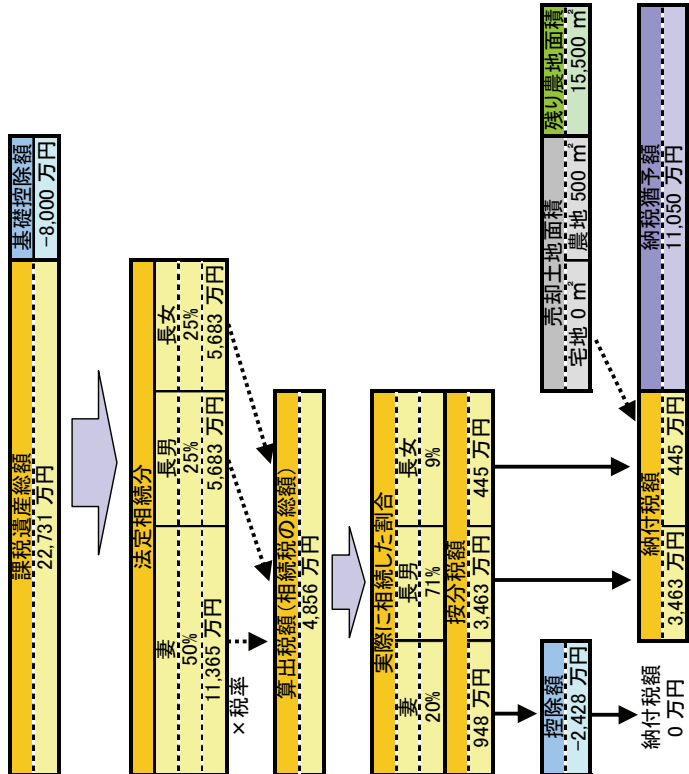 課税遺産総額
22,731 万円
基礎控除額
-8,000 万円
法定相続分
妻 長男 長女
50% 25% 25%
11,365 万円 5,683 万円 5,683 万円
×税率
算出税額(相続税の総額)
4,856 万円
実際に相続した割合
妻 長男 長女
20% 71% 9%
按分税額
948 万円 3,463 万円 445 万円
控除額
-2,428 万円
売却土地面積
宅地 0 ㎡ 農地 500 ㎡
残り農地面積
15,500 ㎡
納付税額
0 万円
納付税額
3,463 万円 445 万円
納税猶予額
11,050 万円